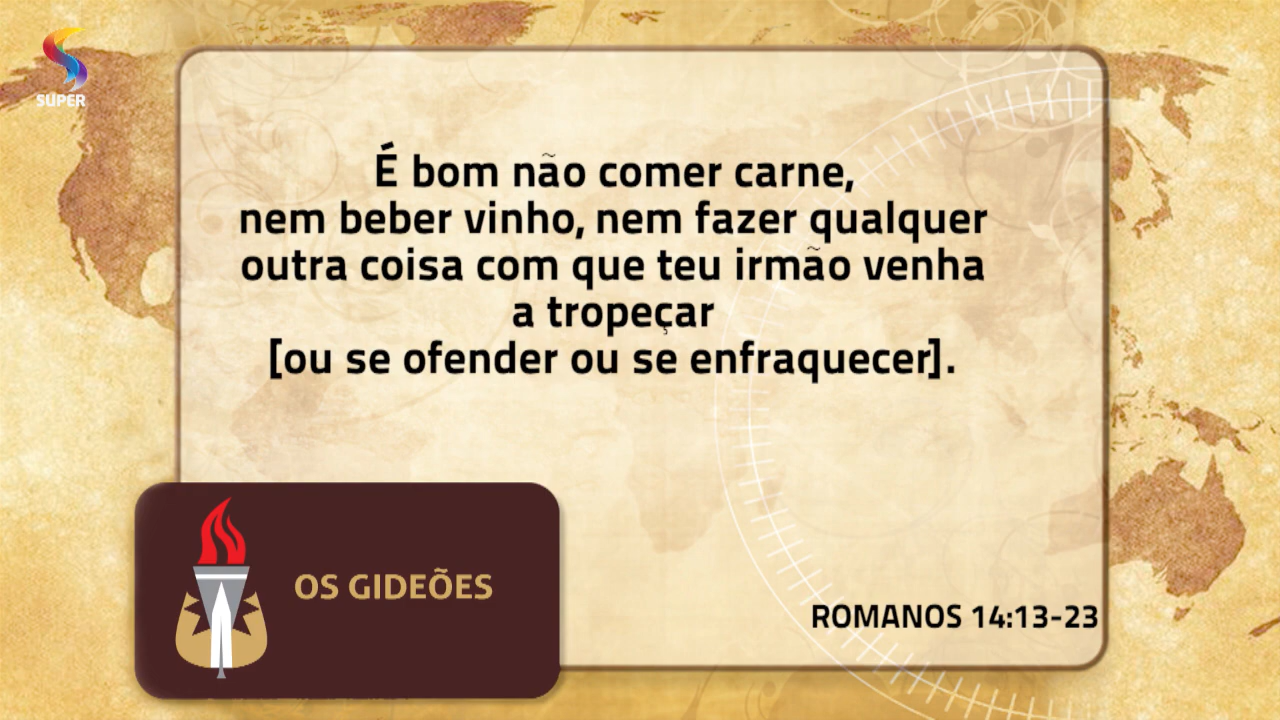 SUPER
É bom não comer carne,
nem beber vinho, nem fazer qualquer
outra coisa com que teu irmão venha
a tropeçar
[ou se ofender ou se enfraquecer].
OS GIDEÕES
ROMANOS 14:13-23